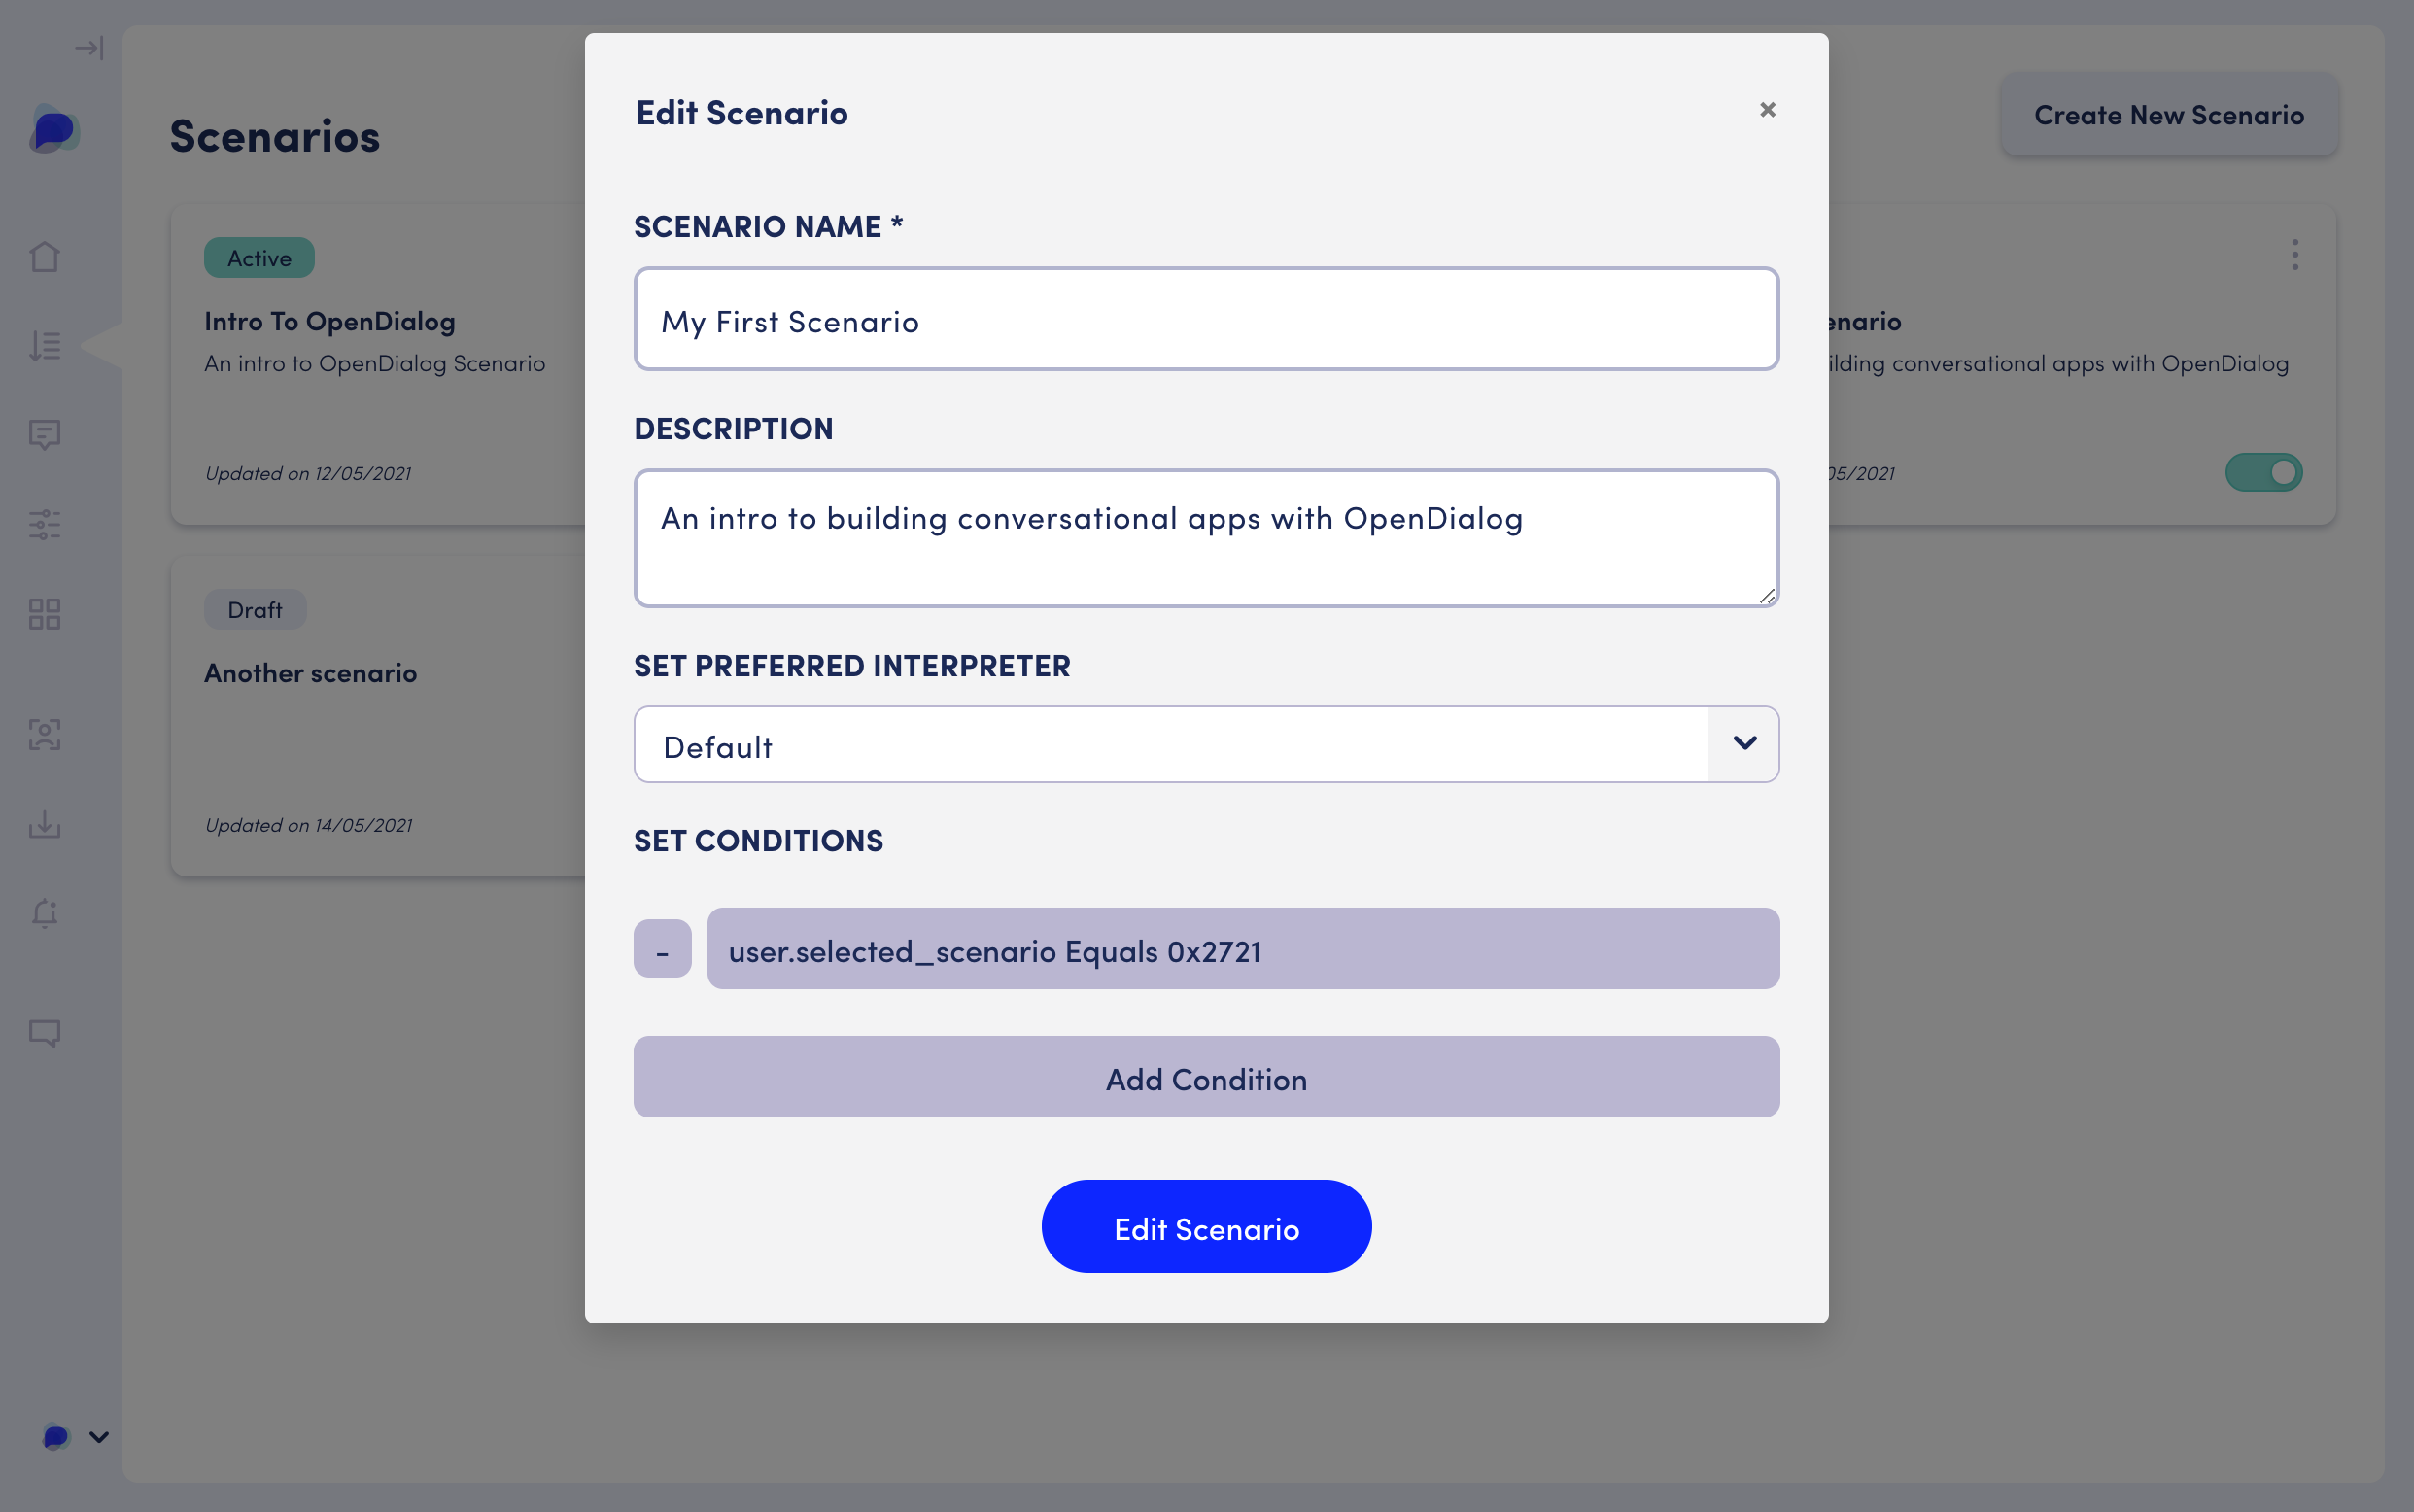 Scenarios
Create New Scenario
Active
Intro To OpenDialog
An intro to OpenDialog Scenario
Updated on 12/05/2021
Draft
Another scenario
Updated on 14/05/2021
Edit Scenario
×
SCENARIO NAME *
My First Scenario
DESCRIPTION
An intro to building conversational apps with OpenDialog
SET PREFERRED INTERPRETER
Default
SET CONDITIONS
-
user.selected_scenario Equals 0x2721
Add Condition
Edit Scenario
enario
ilding conversational apps with OpenDialog
05/2021